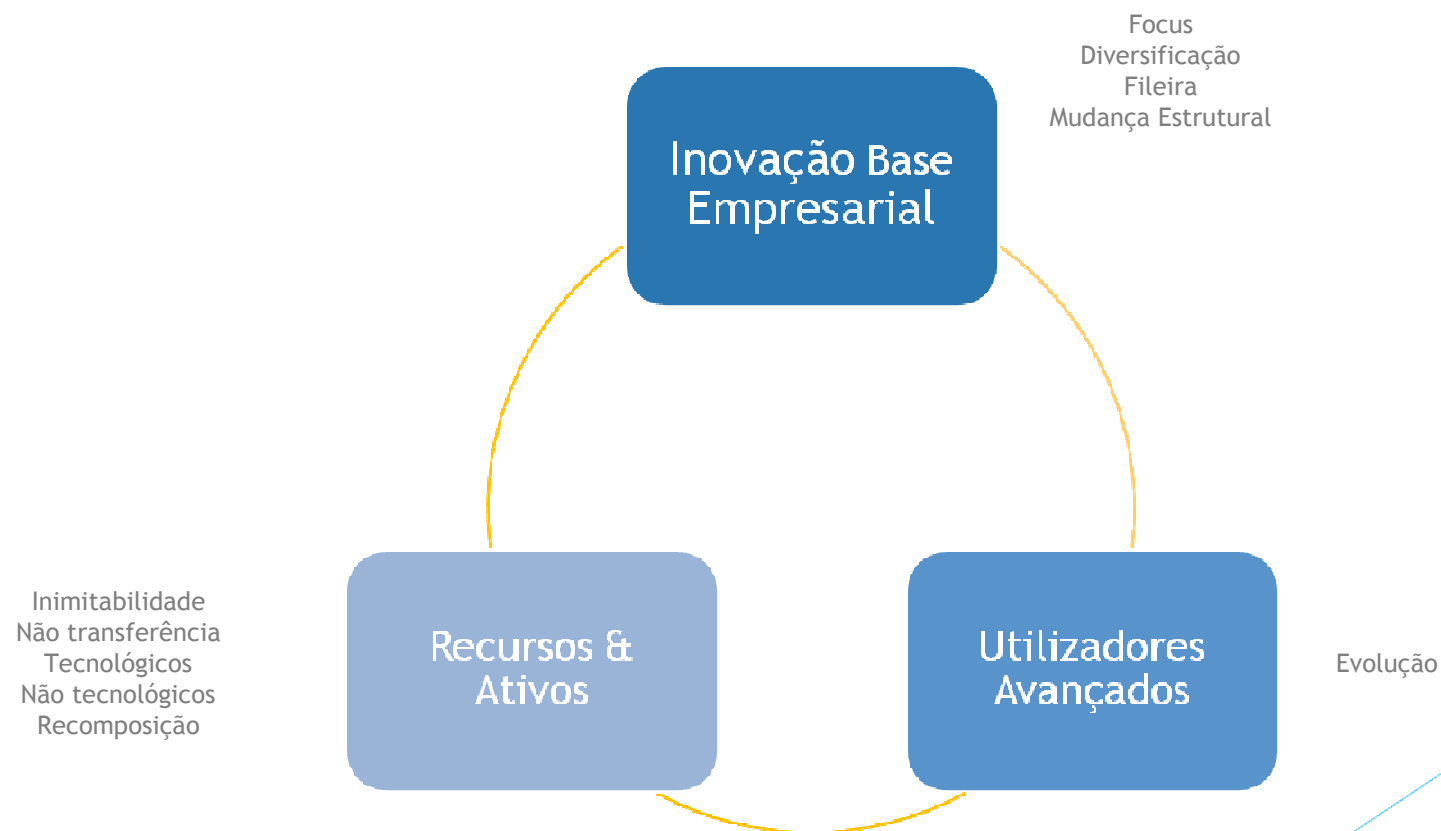 Focus
Diversificação
Fileira
Mudança Estrutural
Inovação Base
Empresarial
Inimitabilidade
Não transferência
Tecnológicos
Não tecnológicos
Recomposição
Recursos &
Ativos
Utilizadores
Avançados
Evolução